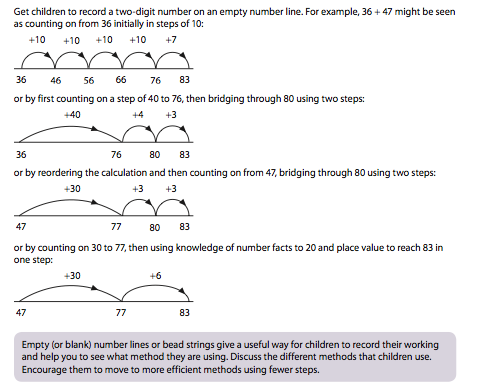 Get children to record a two-digit number on an empty number line. For example, 36 + 47 might be seen
as counting on from 36 initially in steps of 10:
+10 +10 +10 +10 +7
36 46 56 66 76 83
or by first counting on a step of 40 to 76, then bridging through 80 using two steps:
+40 +4 +3
36 76 80 83
or by reordering the calculation and then counting on from 47, bridging through 80 using two steps:
+30 +3 +3
47 77 80 83
or by counting on 30 to 77, then using knowledge of number facts to 20 and place value to reach 83 in
one step:
+30 +6
47 77 83
Empty (or blank) number lines or bead strings give a useful way for children to record their working
and help you to see what method they are using. Discuss the different methods that children use.
Encourage them to move to more efficient methods using fewer steps.